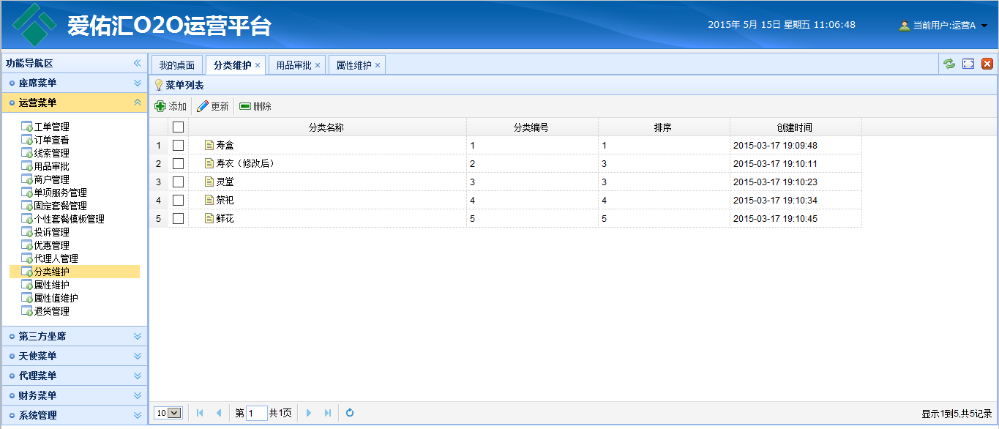 爱佑汇O2O运营平台
2015年 5月 15日 星期五 11:06:48
当前用户:运营A
功能导航区
座席菜单
运营菜单
工单管理
订单查看
线索管理
用品审批
商户管理
单项服务管理
固定套餐管理
个性套餐模板管理
投诉管理
优惠管理
代理人管理
分类维护
属性维护
属性值维护
退货管理
第三方坐席
天使菜单
代理菜单
财务菜单
系统管理
我的桌面 分类维护 × 用品审批 × 属性维护 ×
菜单列表
添加 更新 删除
分类名称 分类编号 排序 创建时间
1 寿盒 1 1 2015-03-17 19:09:48
2 寿衣（修改后） 2 3 2015-03-17 19:10:11
3 灵堂 3 3 2015-03-17 19:10:23
4 祭祀 4 4 2015-03-17 19:10:34
5 鲜花 5 5 2015-03-17 19:10:45
10 第 1 共1页 显示1到5,共5记录